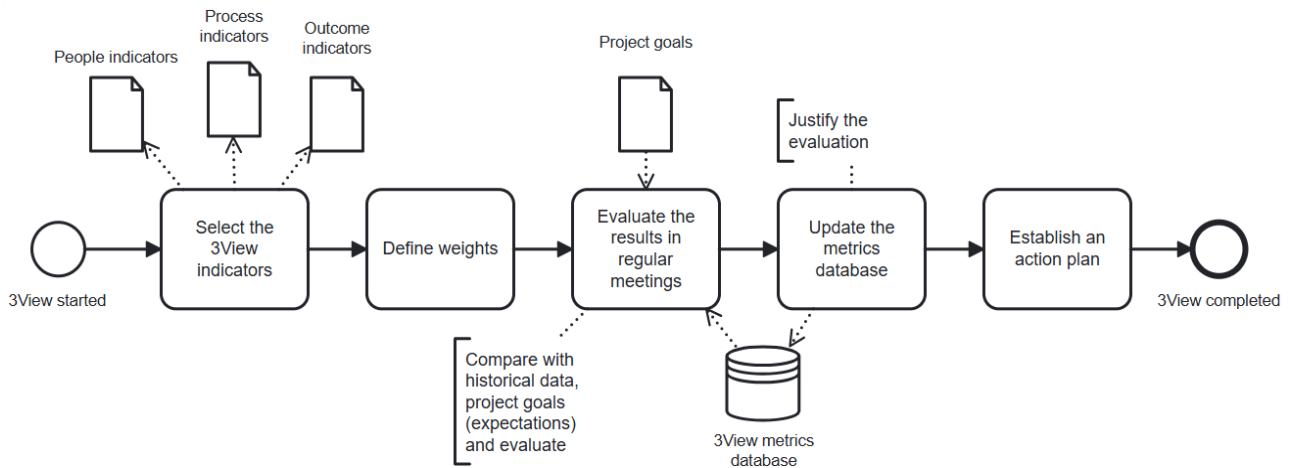 People indicators
Process
indicators
Outcome
indicators
Project goals
Justify the
evaluation
3View started
Select the
3View
indicators
Define weights
Evaluate the
results in
regular
meetings
Update the
metrics
database
Establish an
action plan
3View completed
Compare with
historical data,
project goals
(expectations)
and evaluate
3View metrics
database